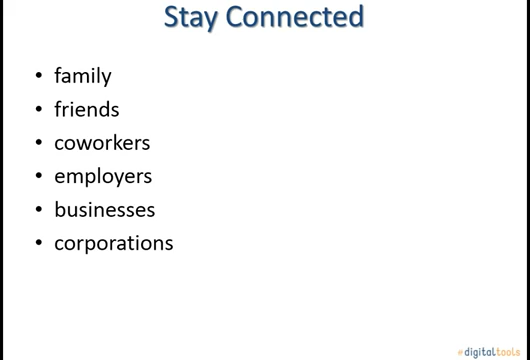 Stay Connected
• family
• friends
• coworkers
• employers
• businesses
• corporations
#digitaltools